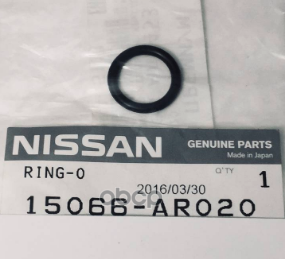 NISSAN
GENUINE PARTS
Made in Japan
RING-O
Q'TY
2016/03/30
1
15066-AR020